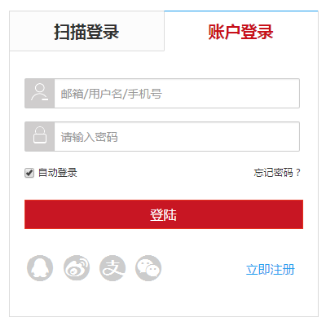 扫描登录 账户登录
邮箱/用户名/手机号
请输入密码
自动登录 忘记密码？
登陆
支
立即注册